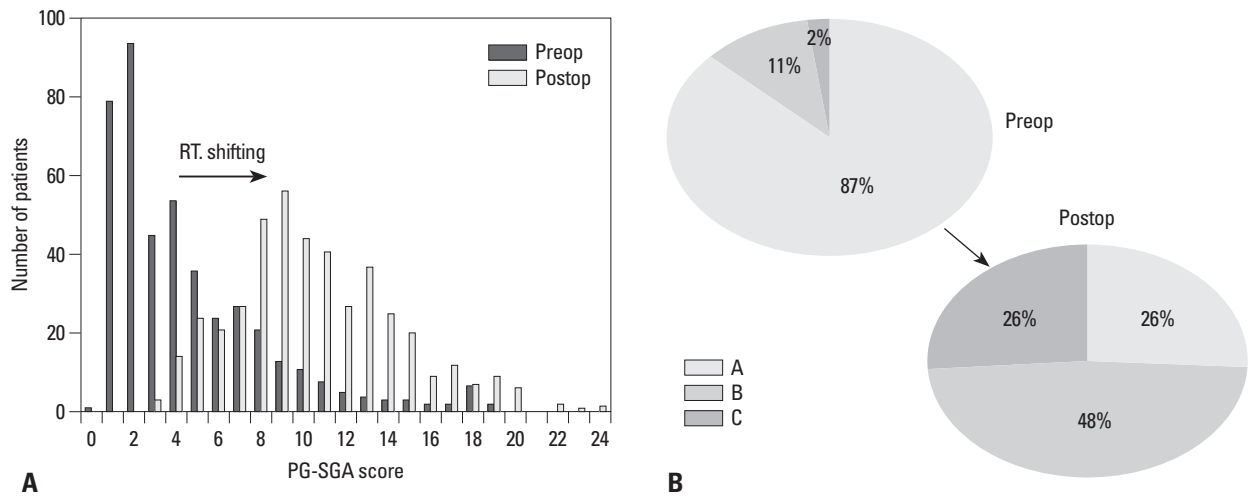 100
80
60
40
20
0
Number of patients
Preop
Postop
RT. shifting
0 2 4 6 8 10 12 14 16 18 20 22 24
PG-SGA score
A
2%
11%
87%
Preop
Postop
26%
26%
48%
A
B
C
B